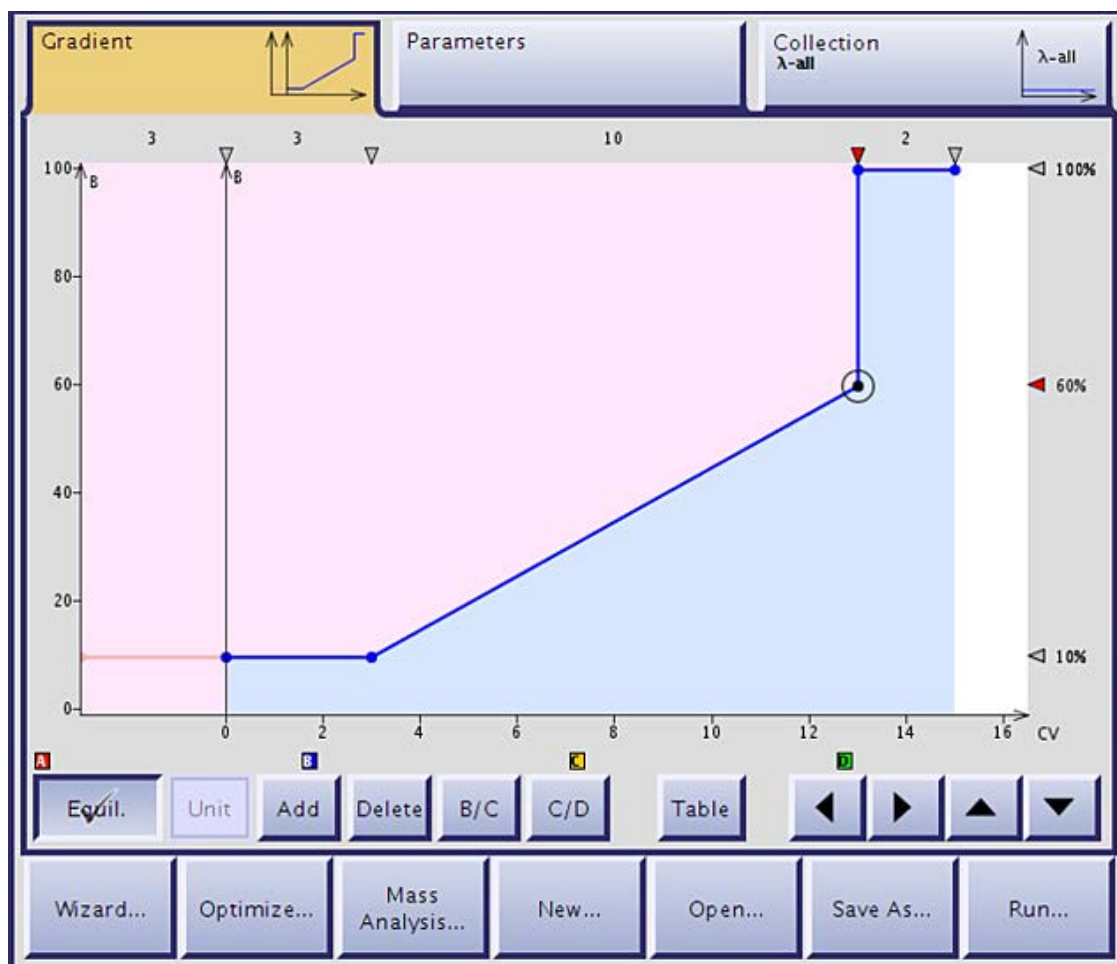 Gradient
Parameters
Collection
λ-all
λ-all
3 3 10 2
100 B B 100%
80
60 60%
40
20
10%
0
0 2 4 6 8 10 12 14 16 CV
A B C D
Equil. Unit Add Delete B/C C/D Table
Wizard... Optimize... Mass Analysis... New... Open... Save As... Run...